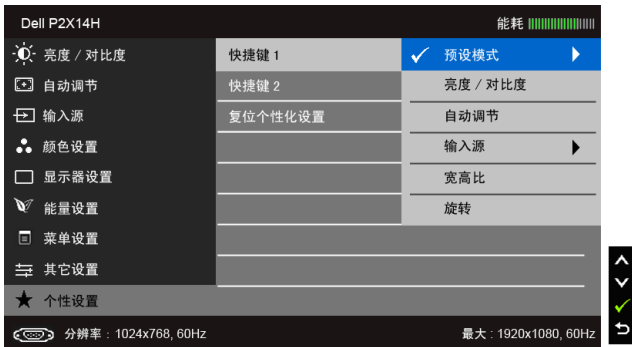 Dell P2X14H
能耗
亮度 / 对比度
自动调节
输入源
颜色设置
显示器设置
能量设置
菜单设置
其它设置
个性设置
快捷键 1
快捷键 2
复位个性化设置
预设模式
亮度 / 对比度
自动调节
输入源
宽高比
旋转
分辨率 : 1024x768, 60Hz
最大 : 1920x1080, 60Hz